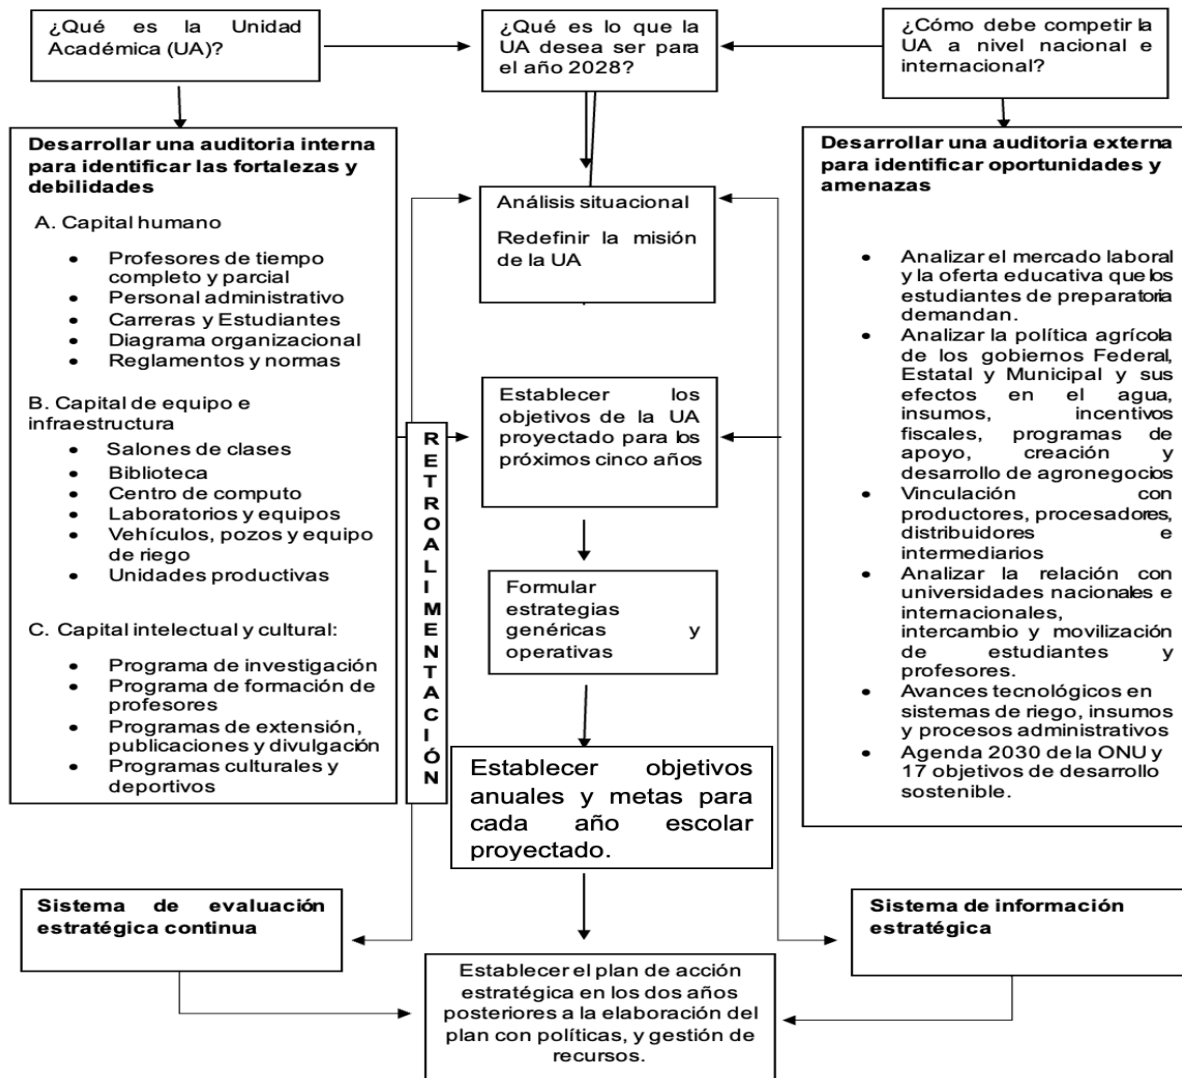 ¿Qué es la Unidad
Académica (UA)?
¿Qué es lo que la
UA desea ser para
el año 2028?
¿Cómo debe competir la
UA a nivel nacional e
internacional?
Desarrollar una auditoria interna
para identificar las fortalezas y
debilidades
A. Capital humano
• Profesores de tiempo
completo y parcial
• Personal administrativo
• Carreras y Estudiantes
• Diagrama organizacional
• Reglamentos y normas
B. Capital de equipo e
infraestructura
• Salones de clases
• Biblioteca
• Centro de computo
• Laboratorios y equipos
• Vehículos, pozos y equipo
de riego
• Unidades productivas
C. Capital intelectual y cultural:
• Programa de investigación
• Programa de formación de
profesores
• Programas de extensión,
publicaciones y divulgación
• Programas culturales y
deportivos
RETROALIMENTACIÓN
Análisis situacional
Redefinir la misión
de la UA
Establecer los
objetivos de la UA
proyectado para los
próximos cinco años
Formular
estrategias
genéricas y
operativas
Establecer objetivos
anuales y metas para
cada año escolar
proyectado.
Desarrollar una auditoria externa
para identificar oportunidades y
amenazas
• Analizar el mercado laboral
y la oferta educativa que los
estudiantes de preparatoria
demandan.
• Analizar la política agrícola
de los gobiernos Federal,
Estatal y Municipal y sus
efectos en el agua,
insumos, incentivos
fiscales, programas de
apoyo, creación y
desarrollo de agronegocios
• Vinculación con
productores, procesadores,
distribuidores e
intermediarios
• Analizar la relación con
universidades nacionales e
internacionales,
intercambio y movilización
de estudiantes y
profesores.
• Avances tecnológicos en
sistemas de riego, insumos
y procesos administrativos
• Agenda 2030 de la ONU y
17 objetivos de desarrollo
sostenible.
Sistema de evaluación
estratégica continua
Sistema de información
estratégica
Establecer el plan de acción
estratégica en los dos años
posteriores a la elaboración del
plan con políticas, y gestión de
recursos.